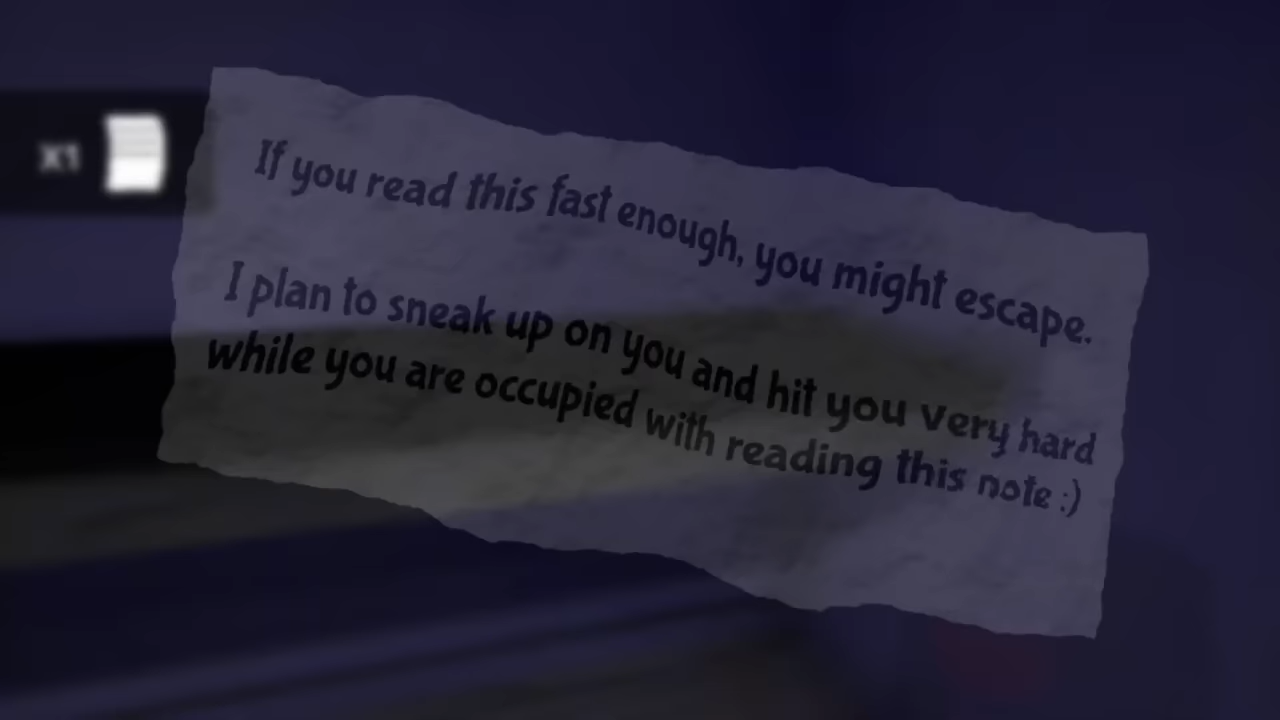 X1
If you read this fast enough, you might escape.
I plan to sneak up on you and hit you very hard
while you are occupied with reading this note :)